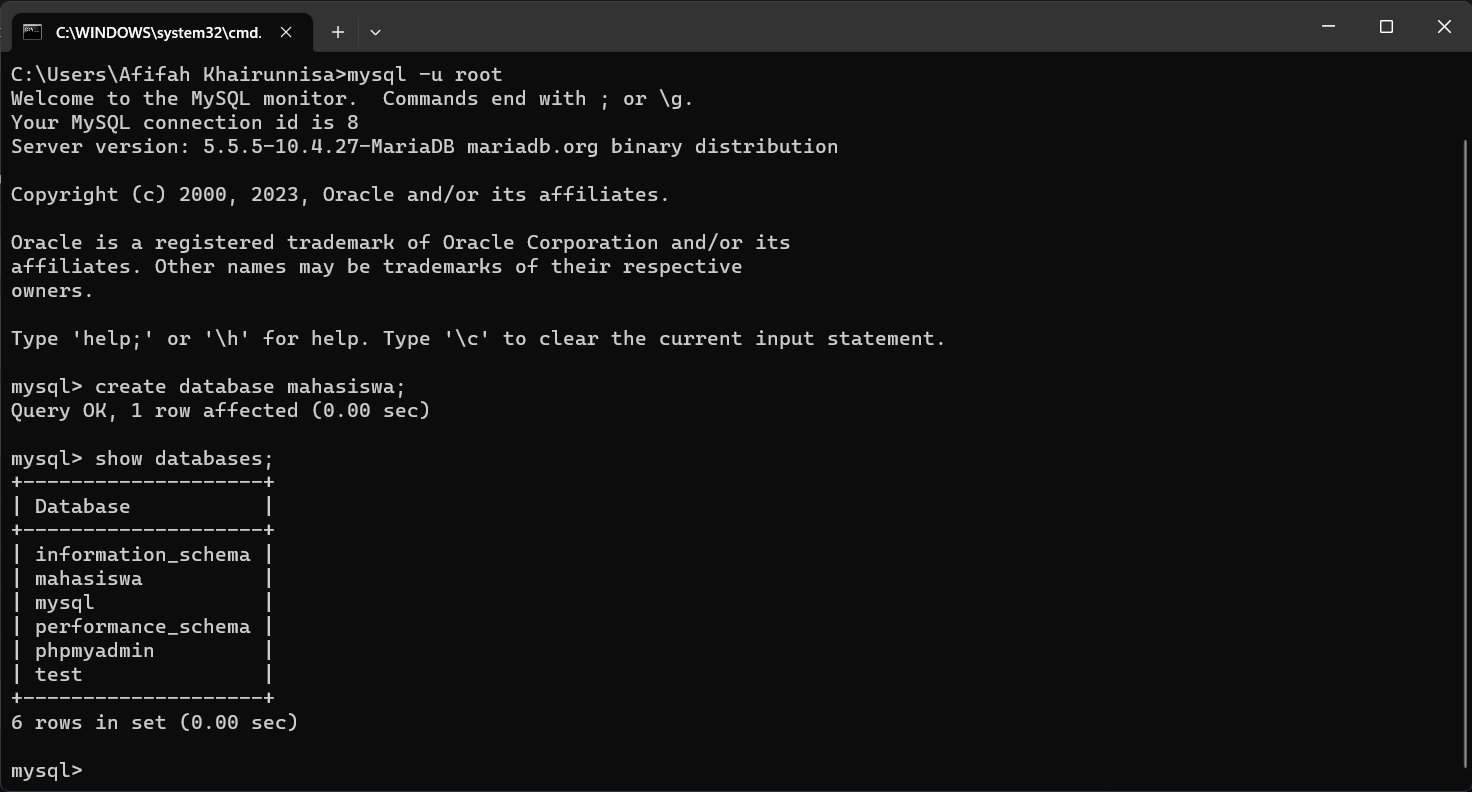 C:\WINDOWS\system32\cmd.
C:\Users\Afifah Khairunnisa>mysql -u root
Welcome to the MySQL monitor.  Commands end with ; or \g.
Your MySQL connection id is 8
Server version: 5.5.5-10.4.27-MariaDB mariadb.org binary distribution
Copyright (c) 2000, 2023, Oracle and/or its affiliates.
Oracle is a registered trademark of Oracle Corporation and/or its
affiliates. Other names may be trademarks of their respective
owners.
Type 'help;' or '\h' for help. Type '\c' to clear the current input statement.
mysql> create database mahasiswa;
Query OK, 1 row affected (0.00 sec)
mysql> show databases;
+--------------------+
| Database           |
+--------------------+
| information_schema |
| mahasiswa          |
| mysql              |
| performance_schema |
| phpmyadmin         |
| test               |
+--------------------+
6 rows in set (0.00 sec)
mysql>